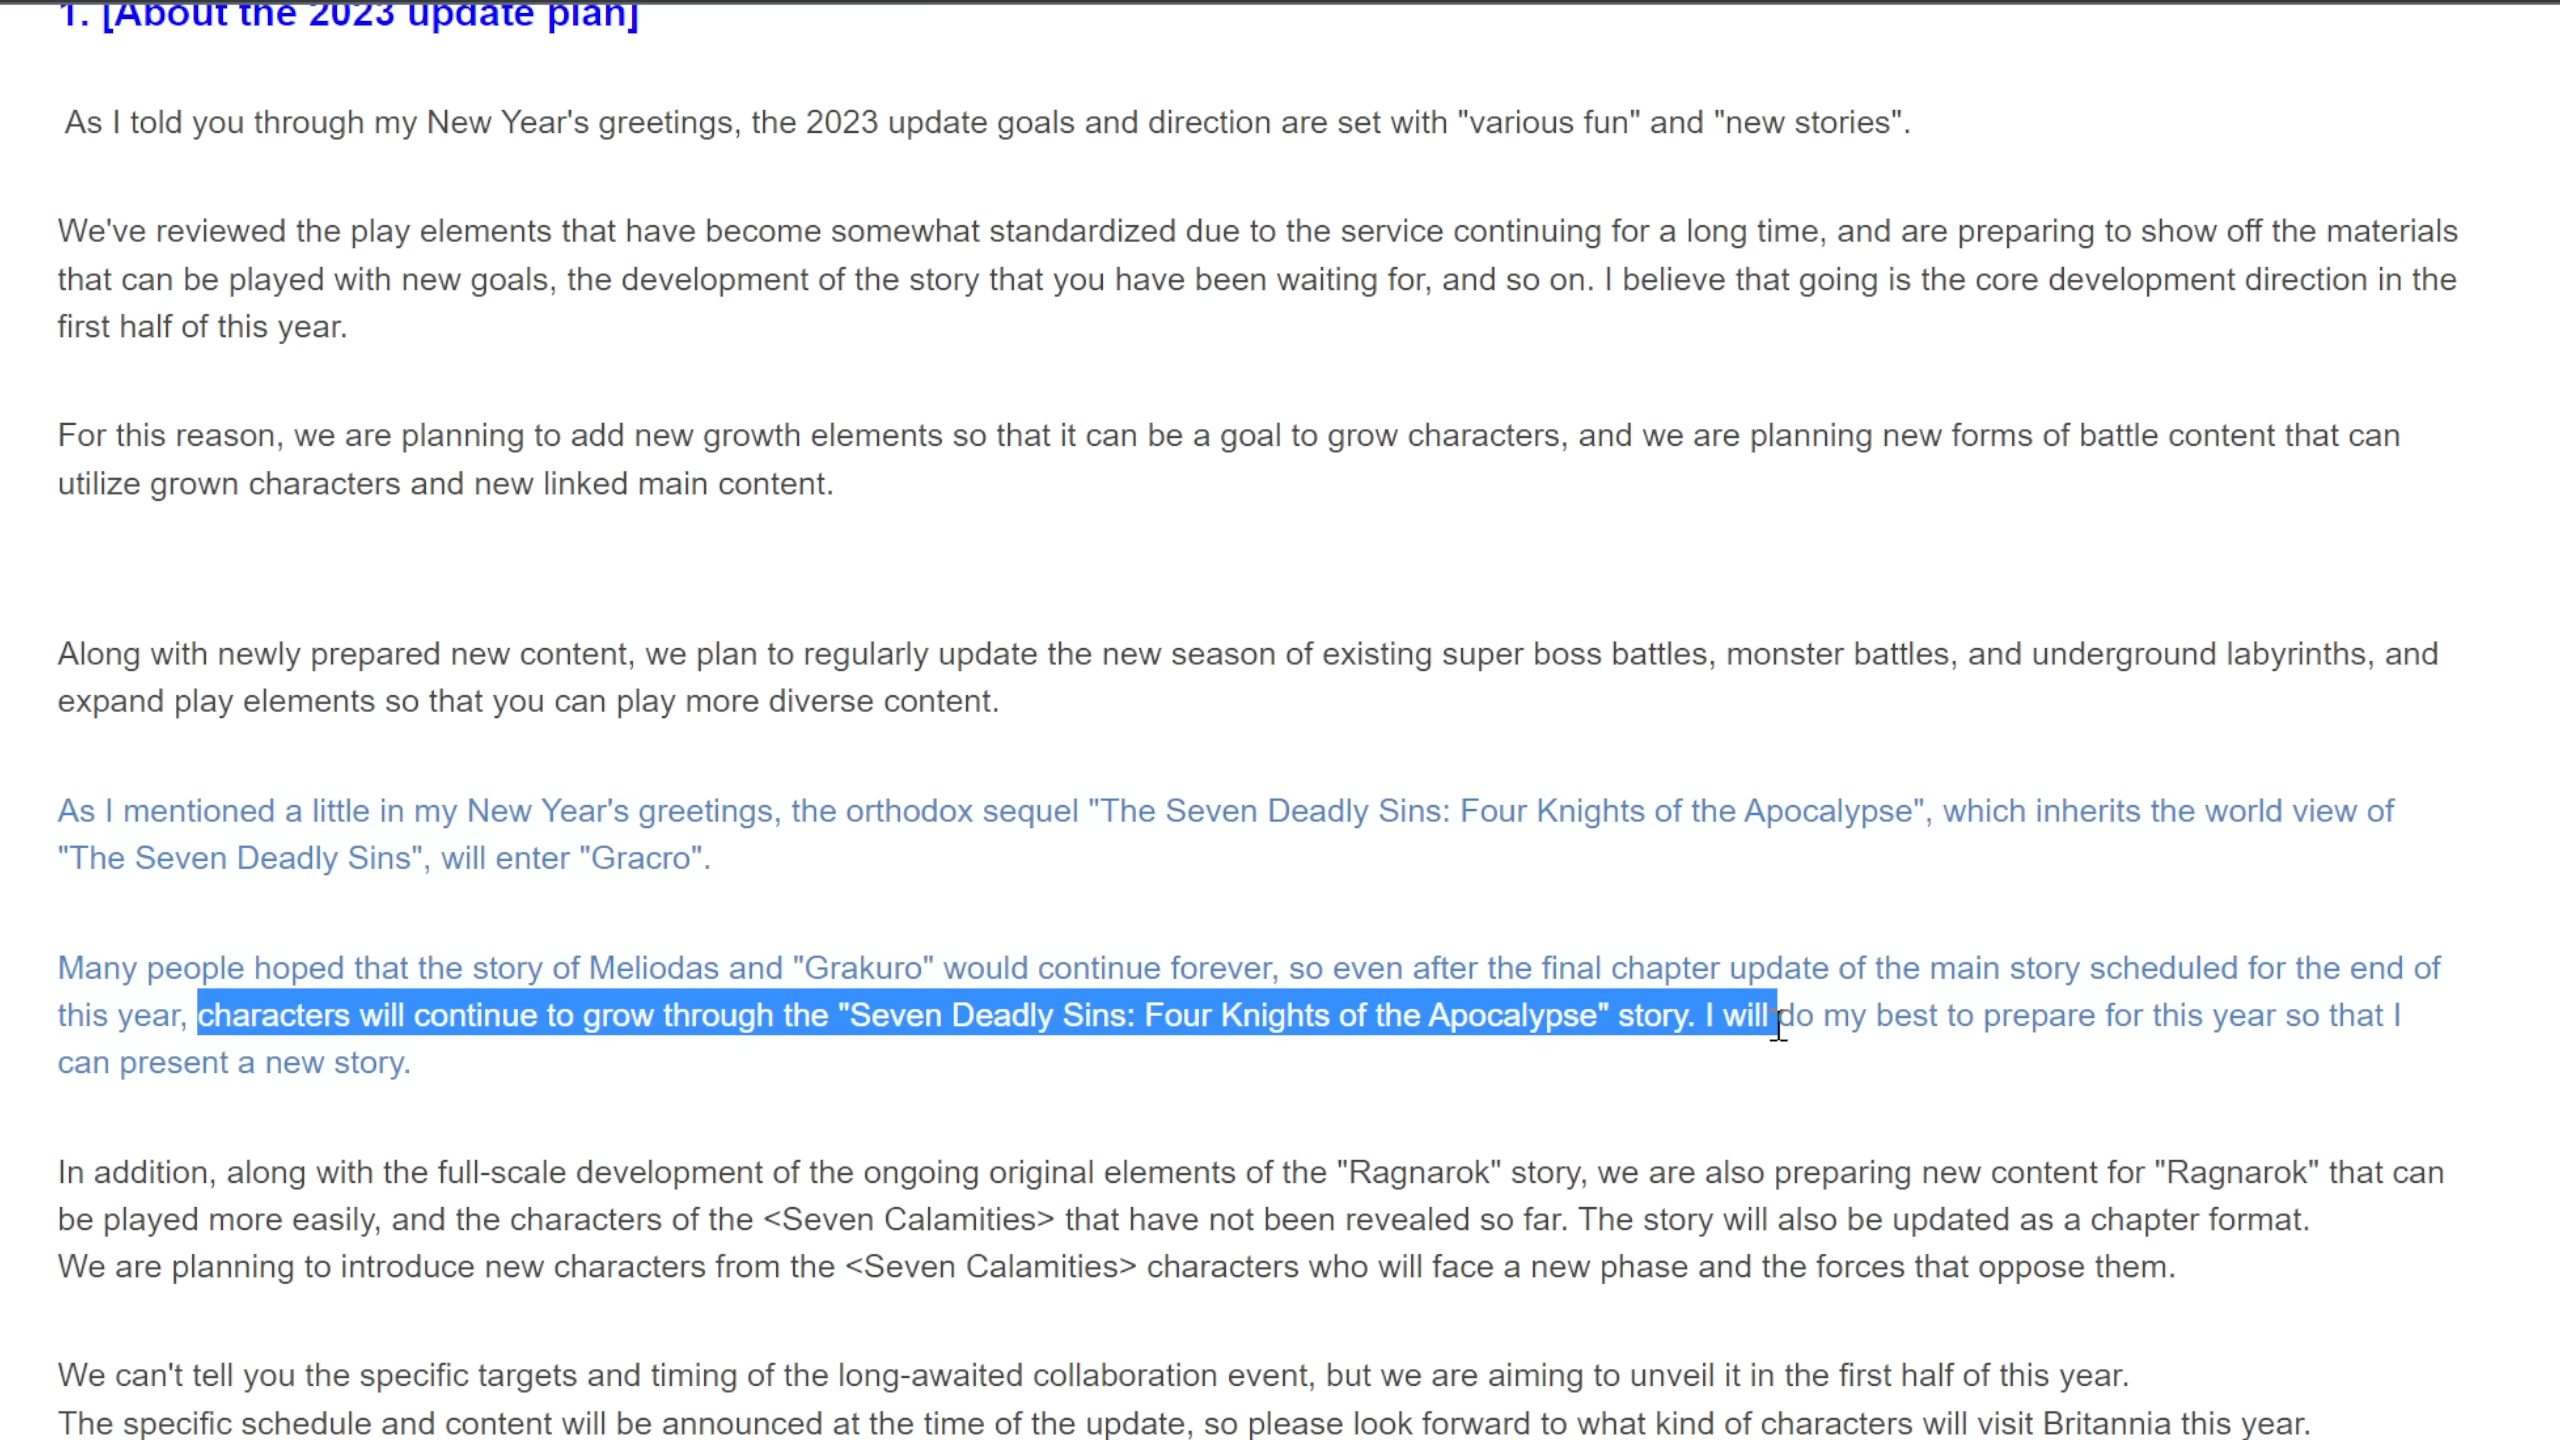 1. [About the 2023 update plan]
As I told you through my New Year's greetings, the 2023 update goals and direction are set with "various fun" and "new stories".
We've reviewed the play elements that have become somewhat standardized due to the service continuing for a long time, and are preparing to show off the materials
that can be played with new goals, the development of the story that you have been waiting for, and so on. I believe that going is the core development direction in the
first half of this year.
For this reason, we are planning to add new growth elements so that it can be a goal to grow characters, and we are planning new forms of battle content that can
utilize grown characters and new linked main content.
Along with newly prepared new content, we plan to regularly update the new season of existing super boss battles, monster battles, and underground labyrinths, and
expand play elements so that you can play more diverse content.
As I mentioned a little in my New Year's greetings, the orthodox sequel "The Seven Deadly Sins: Four Knights of the Apocalypse", which inherits the world view of
"The Seven Deadly Sins", will enter "Gracro".
Many people hoped that the story of Meliodas and "Grakuro" would continue forever, so even after the final chapter update of the main story scheduled for the end of
this year, characters will continue to grow through the "Seven Deadly Sins: Four Knights of the Apocalypse" story. I will do my best to prepare for this year so that I
can present a new story.
In addition, along with the full-scale development of the ongoing original elements of the "Ragnarok" story, we are also preparing new content for "Ragnarok" that can
be played more easily, and the characters of the <Seven Calamities> that have not been revealed so far. The story will also be updated as a chapter format.
We are planning to introduce new characters from the <Seven Calamities> characters who will face a new phase and the forces that oppose them.
We can't tell you the specific targets and timing of the long-awaited collaboration event, but we are aiming to unveil it in the first half of this year.
The specific schedule and content will be announced at the time of the update, so please look forward to what kind of characters will visit Britannia this year.